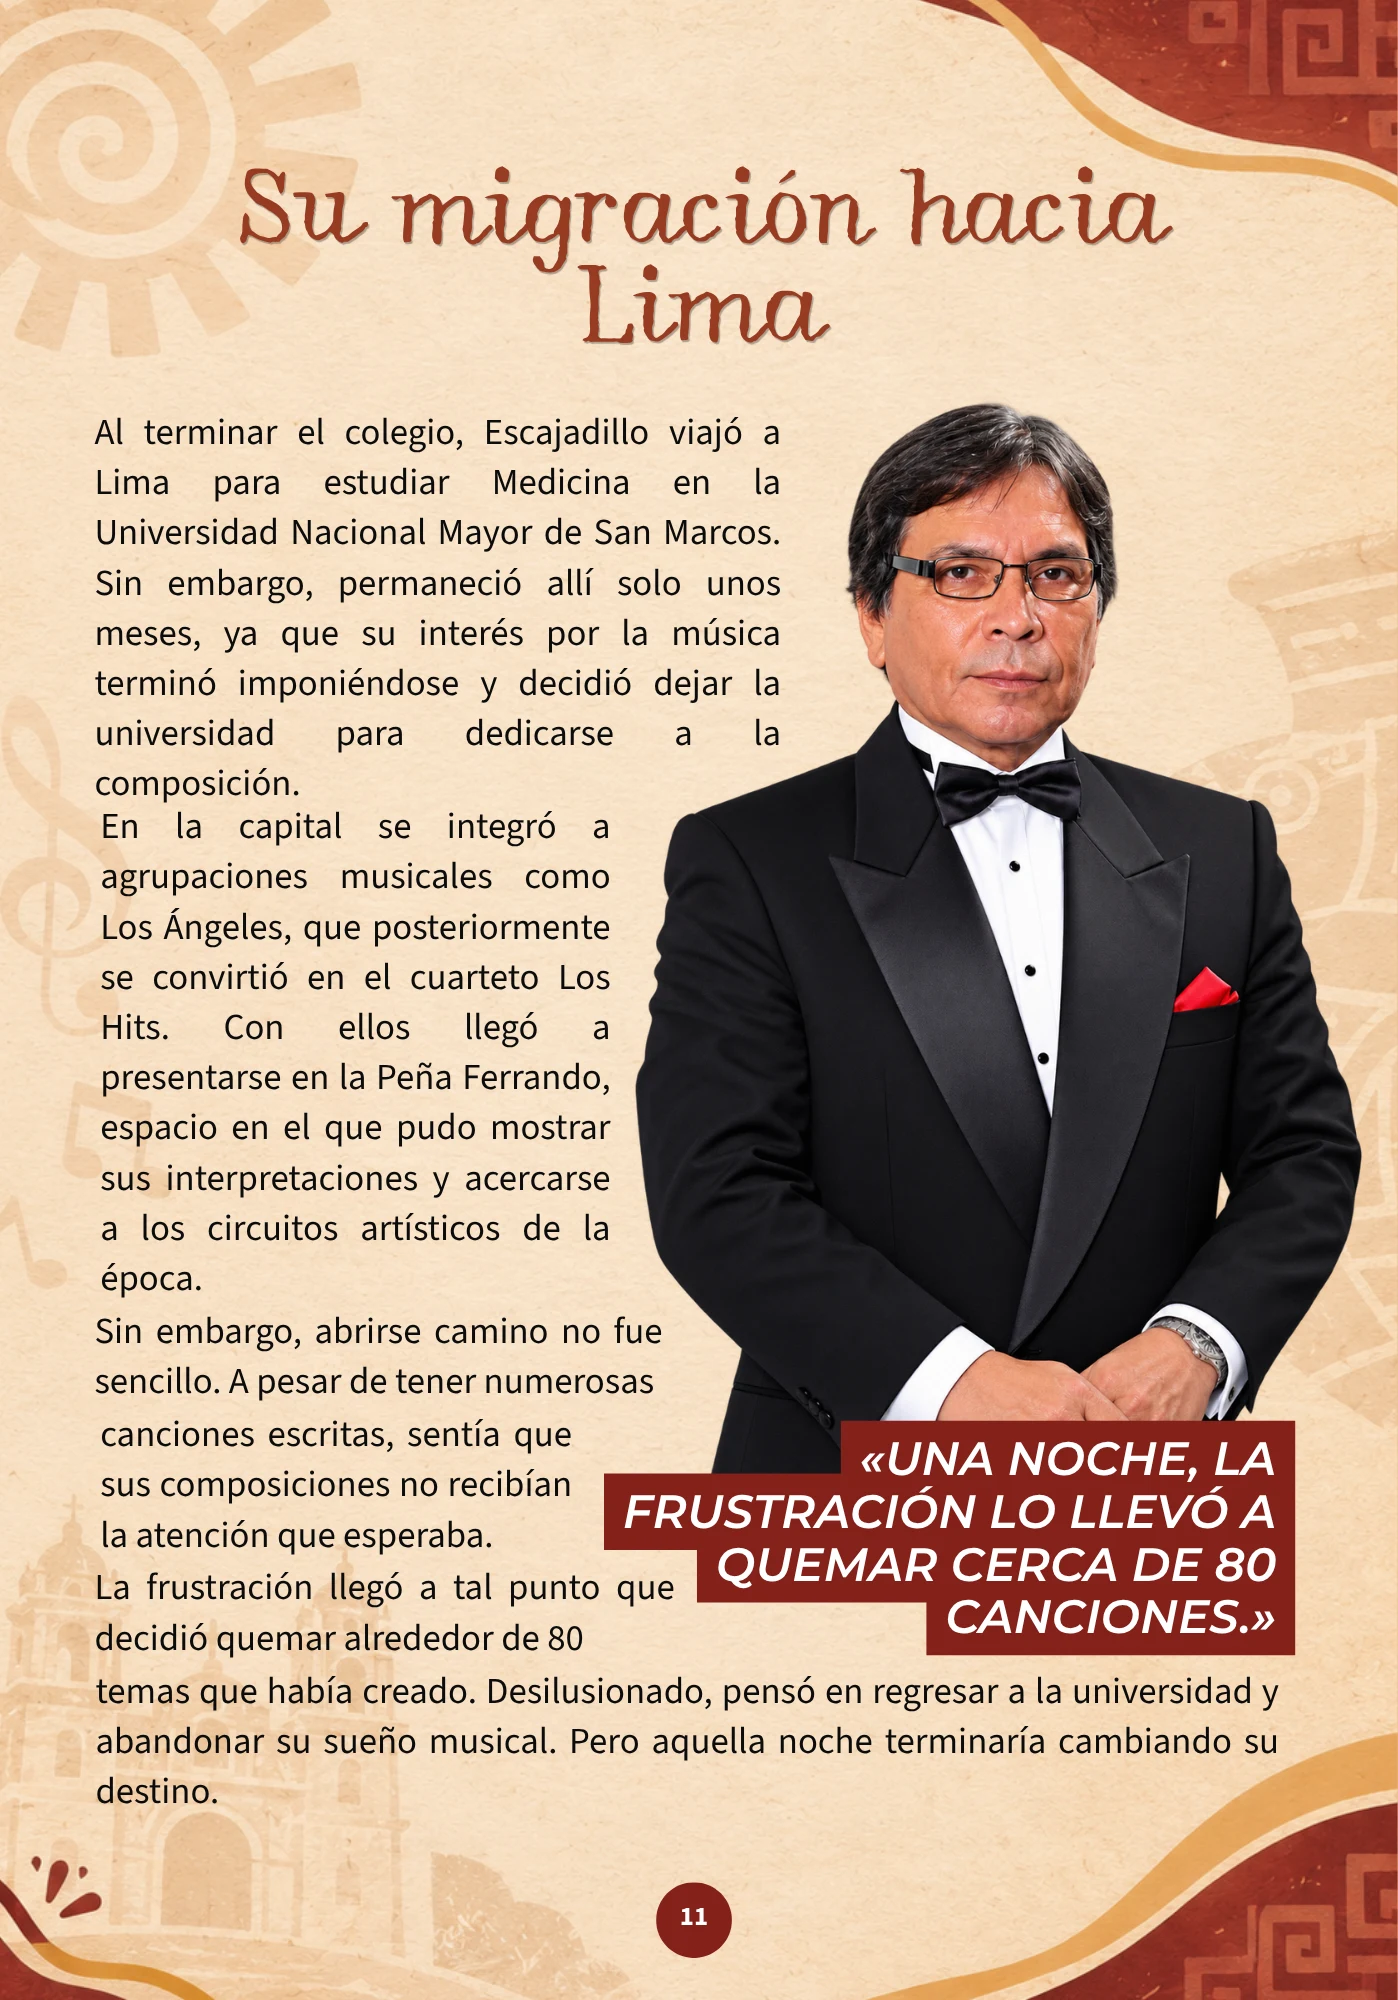 Su migración hacia
Lima
Al terminar el colegio, Escajadillo viajó a
Lima para estudiar Medicina en la
Universidad Nacional Mayor de San Marcos.
Sin embargo, permaneció allí solo unos
meses, ya que su interés por la música
terminó imponiéndose y decidió dejar la
universidad para dedicarse a la
composición.
En la capital se integró a
agrupaciones musicales como
Los Ángeles, que posteriormente
se convirtió en el cuarteto Los
Hits. Con ellos llegó a
presentarse en la Peña Ferrando,
espacio en el que pudo mostrar
sus interpretaciones y acercarse
a los circuitos artísticos de la
época.
Sin embargo, abrirse camino no fue
sencillo. A pesar de tener numerosas
canciones escritas, sentía que
sus composiciones no recibían
la atención que esperaba.
La frustración llegó a tal punto que
decidió quemar alrededor de 80
temas que había creado. Desilusionado, pensó en regresar a la universidad y
abandonar su sueño musical. Pero aquella noche terminaría cambiando su
destino.
«UNA NOCHE, LA
FRUSTRACIÓN LO LLEVÓ A
QUEMAR CERCA DE 80
CANCIONES.»
11